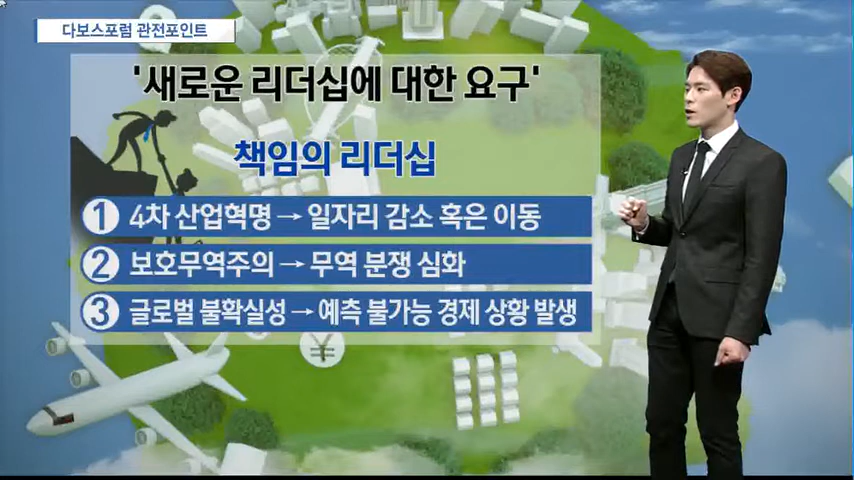 다보스포럼 관전포인트
'새로운 리더십에 대한 요구'
책임의 리더십
1 4차 산업혁명 → 일자리 감소 혹은 이동
2 보호무역주의 → 무역 분쟁 심화
3 글로벌 불확실성 → 예측 불가능 경제 상황 발생
¥